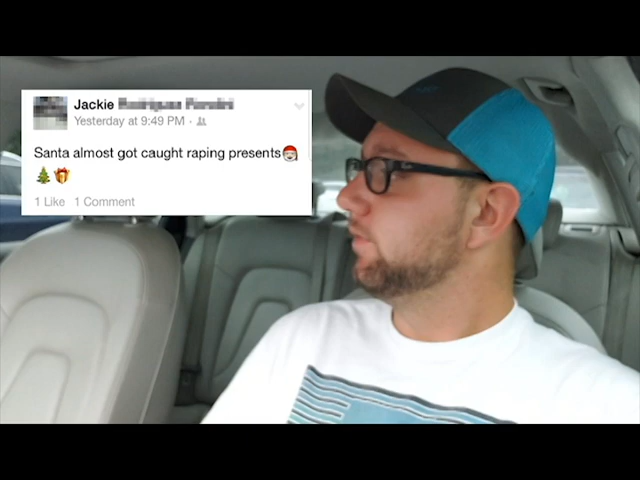 Jackie
Yesterday at 9:49 PM ·
Santa almost got caught raping presents🎅
🎄🎁
1 Like 1 Comment